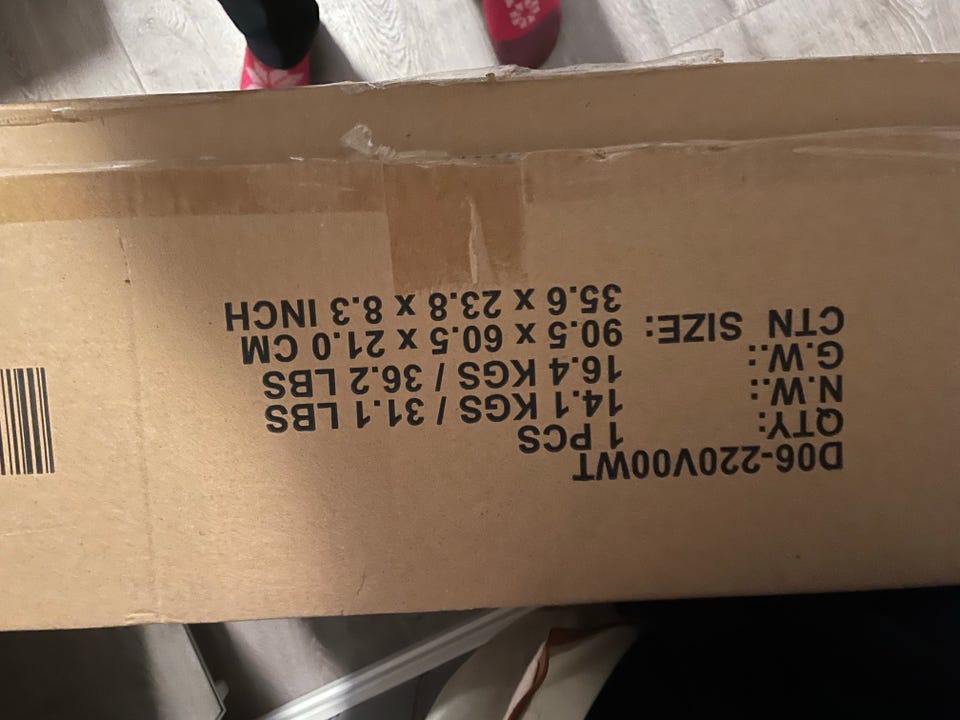 D06-220V00WT
QTY: 1 PCS
N.W.: 14.1 KGS / 31.1 LBS
G.W.: 16.4 KGS / 36.2 LBS
CTN SIZE: 90.5 x 60.5 x 21.0 CM
35.6 x 23.8 x 8.3 INCH